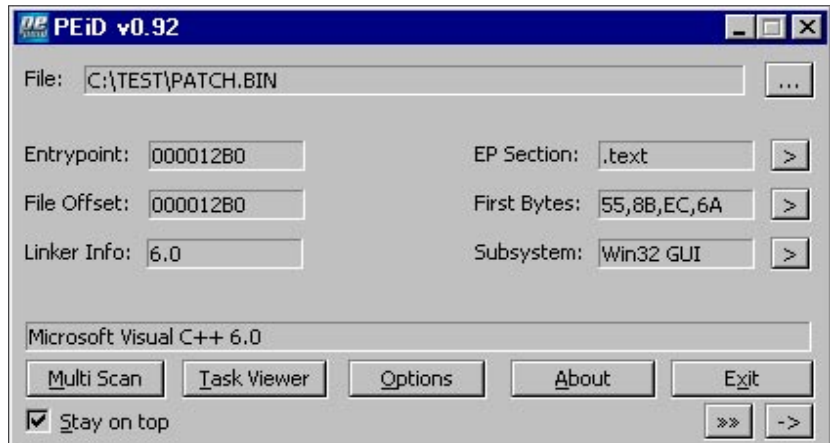 PEiD v0.92
File: C:\TEST\PATCH.BIN ...
Entrypoint: 000012B0 EP Section: .text >
File Offset: 000012B0 First Bytes: 55,8B,EC,6A >
Linker Info: 6.0 Subsystem: Win32 GUI >
Microsoft Visual C++ 6.0
Multi Scan Task Viewer Options About Exit
Stay on top »» ->